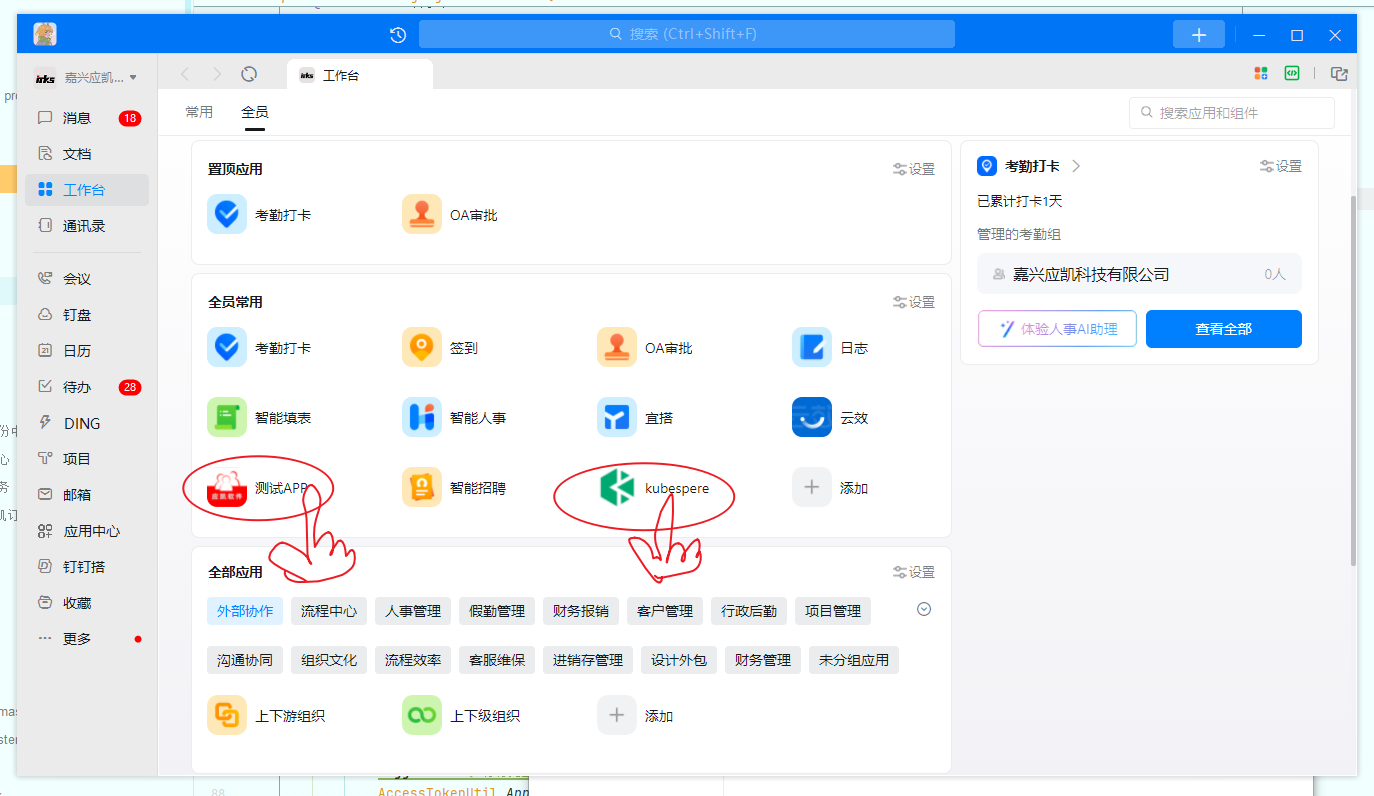 搜索 (Ctrl+Shift+F)
irks 嘉兴应凯...
irks 工作台
消息 18
文档
工作台
通讯录
会议
钉盘
21 日历
待办 28
DING
项目
邮箱
应用中心
钉钉搭
收藏
更多
常用 全员
搜索应用和组件
置顶应用 设置
考勤打卡 OA审批
全员常用 设置
考勤打卡 签到 OA审批 日志
智能填表 智能人事 宜搭 云效
应凯软件 测试APP 智能招聘 kubespere 添加
全部应用 设置
外部协作 流程中心 人事管理 假勤管理 财务报销 客户管理 行政后勤 项目管理
沟通协同 组织文化 流程效率 客服维保 进销存管理 设计外包 财务管理 未分组应用
上下游组织 上下级组织 添加
考勤打卡 设置
已累计打卡1天
管理的考勤组
嘉兴应凯科技有限公司 0人
体验人事AI助理 查看全部
88
AccessTokenUtil App